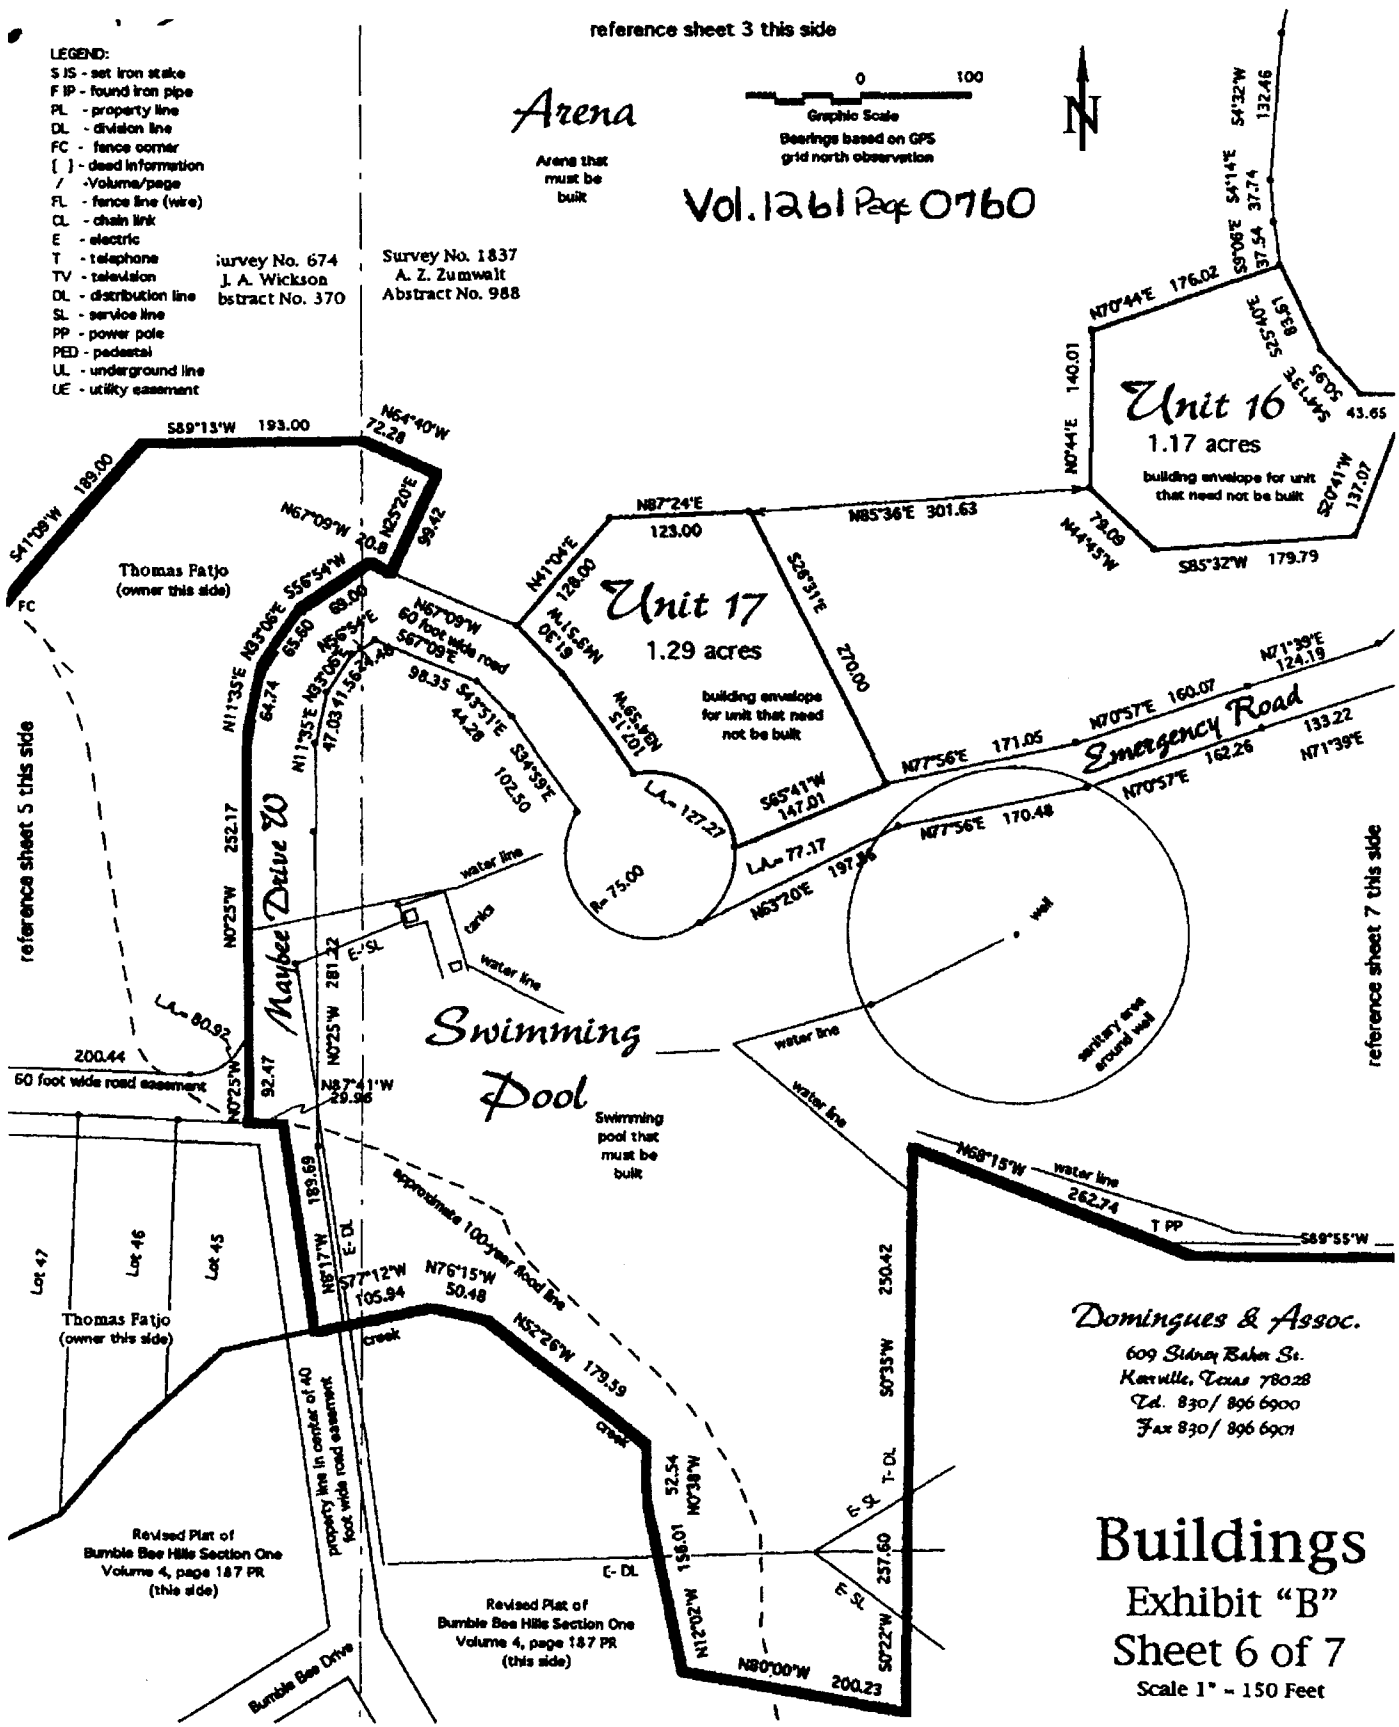 reference sheet 3 this side
LEGEND:
S IS - set iron stake
F IP - found iron pipe
PL - property line
DL - division line
FC - fence corner
[ ] - deed information
/ -Volume/page
FL - fence line (wire)
CL - chain link
E - electric
T - telephone
TV - television
DL - distribution line
SL - service line
PP - power pole
PED - pedestal
UL - underground line
UE - utility easement
Arena
Arena that
must be
built
0 100
Graphic Scale
Bearings based on GPS
grid north observation
N
Vol. 1261 Page 0760
urvey No. 674
J. A. Wickson
bstract No. 370
Survey No. 1837
A. Z. Zumwalt
Abstract No. 988
S4°32'W
132.46
S4°14'E
37.74
S9°06'E
37.54
N70°44'E 176.02
S25°40'E
83.61
S44°13'E
50.95
43.65
N0°44'E 140.01
Unit 16
1.17 acres
building envelope for unit
that need not be built
S20°41'W
137.07
79.09
N44°45'W
S85°32'W 179.79
S41°09'W 189.00
S89°13'W 193.00
N64°40'W
72.28
N25°20'E
99.42
N67°09'W
20.8
Thomas Fatjo
(owner this side)
FC
S56°54'W
69.00
N33°06'E
65.60
N11°35'E
64.74
N56°54'E
24.48
N33°06'E
41.56
N11°35'E
47.03
N67°09'W
60 foot wide road
S67°09'E
98.35
S43°51'E
44.28
S34°59'E
102.50
N41°04'E
128.00
N87°24'E
123.00
N85°36'E 301.63
N43°51'W
61.30
N34°59'W
107.15
Unit 17
1.29 acres
building envelope
for unit that need
not be built
S28°31'E
270.00
L.A.= 127.27
S65°41'W
147.01
R= 75.00
L.A.= 77.17
N63°20'E
N77°56'E 171.05
N77°56'E 170.48
N70°57'E 160.07
N71°39'E
124.19
Emergency Road
N70°57'E
162.26
133.22
N71°39'E
reference sheet 5 this side
reference sheet 7 this side
N0°25'W 252.17
Maybee Drive W
N0°25'W 281.22
water line
tanks
E- SL
water line
Swimming
Pool
Swimming
pool that
must be
built
well
sanitary area
around well
water line
water line
L.A.= 80.92
200.44
60 foot wide road easement
N0°25'W
92.47
N87°41'W
29.96
189.69
N8°17'W
E- DL
approximate 100-year flood line
S77°12'W
105.94
creek
N76°15'W
50.48
N52°26'W 179.59
creek
Lot 47
Lot 46
Lot 45
Thomas Fatjo
(owner this side)
property line in center of 40
foot wide road easement
52.54
N0°38'W
N12°02'W
N80°00'W 200.23
S0°35'W 250.42
T- DL
S0°22'W 257.60
E- SL
E- SL
E- DL
N68°15'W
262.74
water line
T PP
S89°55'W
Revised Plat of
Bumble Bee Hills Section One
Volume 4, page 187 PR
(this side)
Revised Plat of
Bumble Bee Hills Section One
Volume 4, page 187 PR
(this side)
Bumble Bee Drive
Domingues & Assoc.
609 Sidney Baker St.
Kerrville, Texas 78028
Tel. 830/ 896 6900
Fax 830/ 896 6901
Buildings
Exhibit “B”
Sheet 6 of 7
Scale 1" = 150 Feet